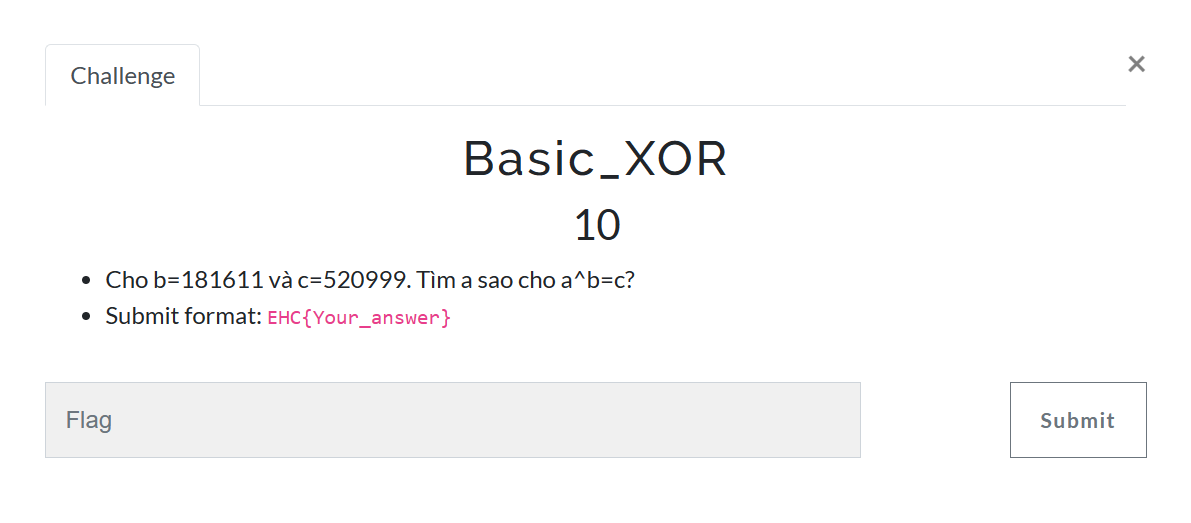 Challenge
×
Basic_XOR
10
• Cho b=181611 và c=520999. Tìm a sao cho a^b=c?
• Submit format: EHC{Your_answer}
Flag
Submit